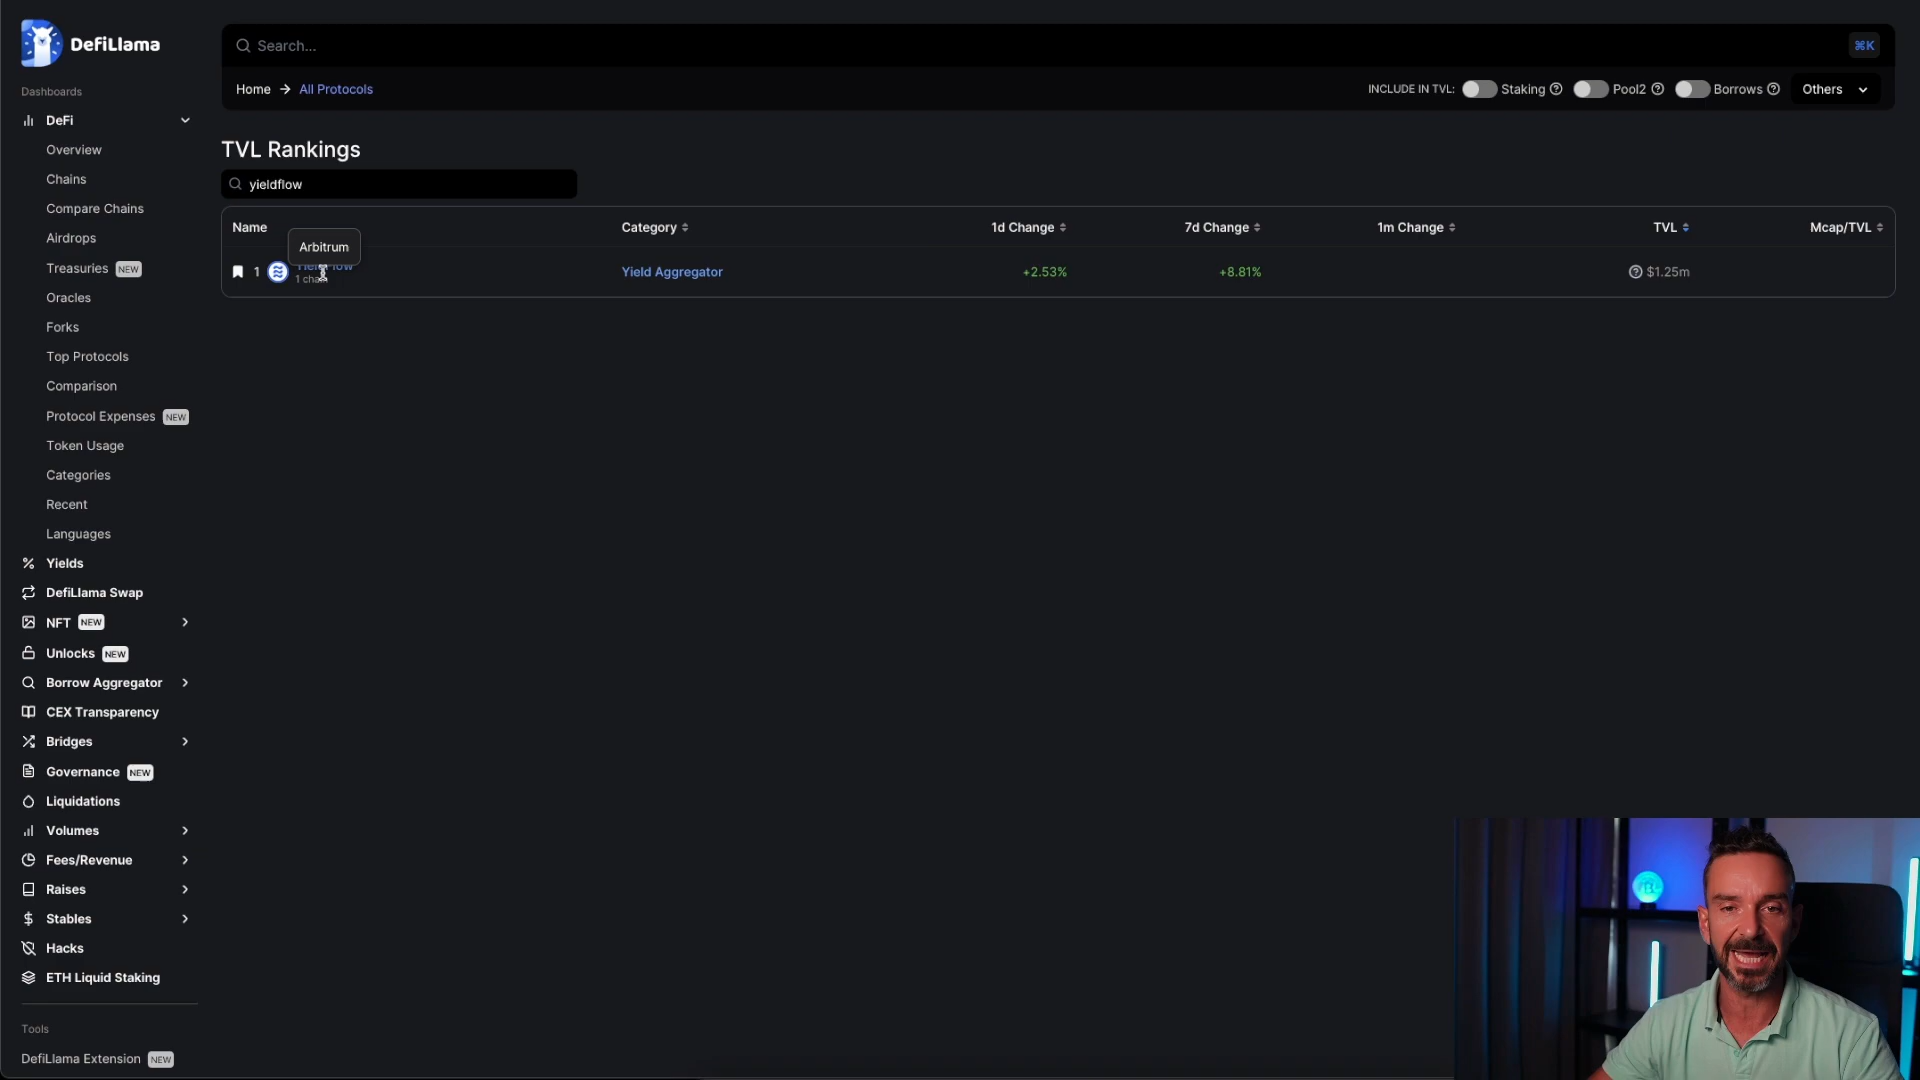 DefiLlama
Search...
⌘K
Home → All Protocols
INCLUDE IN TVL: Staking Pool2 Borrows Others
Dashboards
DeFi
Overview
Chains
Compare Chains
Airdrops
Treasuries NEW
Oracles
Forks
Top Protocols
Comparison
Protocol Expenses NEW
Token Usage
Categories
Recent
Languages
Yields
DefiLlama Swap
NFT NEW
Unlocks NEW
Borrow Aggregator
CEX Transparency
Bridges
Governance NEW
Liquidations
Volumes
Fees/Revenue
Raises
Stables
Hacks
ETH Liquid Staking
Tools
DefiLlama Extension NEW
TVL Rankings
yieldflow
Name Category 1d Change 7d Change 1m Change TVL Mcap/TVL
Arbitrum
1 Yield Aggregator +2.53% +8.81% $1.25m
1 chain